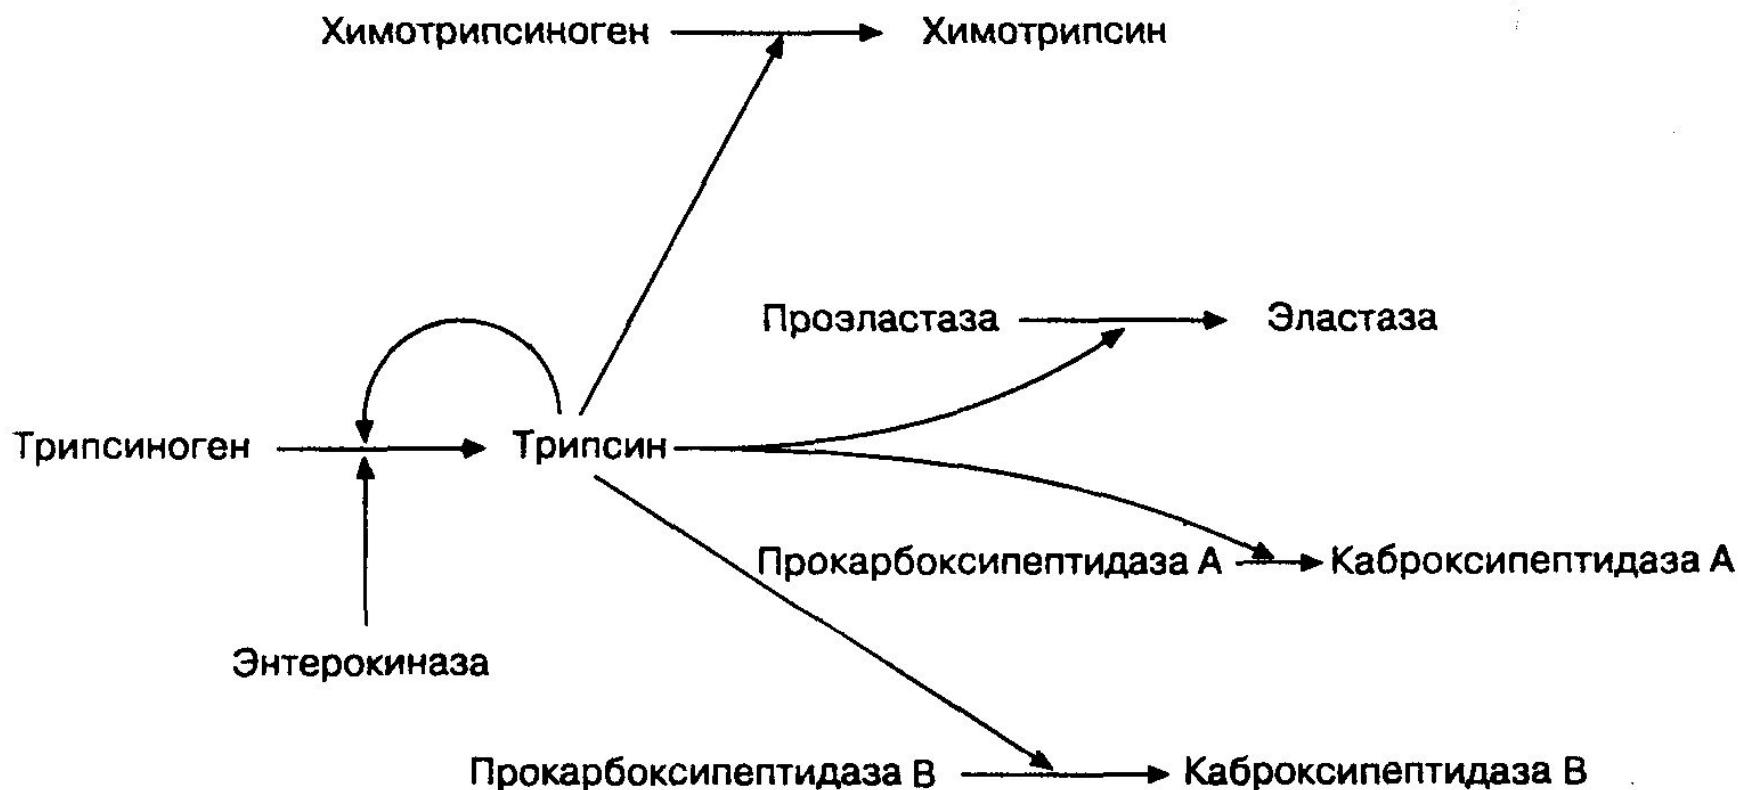 Химотрипсиноген Химотрипсин
Проэластаза Эластаза
Трипсиноген Трипсин
Прокарбоксипептидаза А Каброксипептидаза А
Энтерокиназа
Прокарбоксипептидаза В Каброксипептидаза В